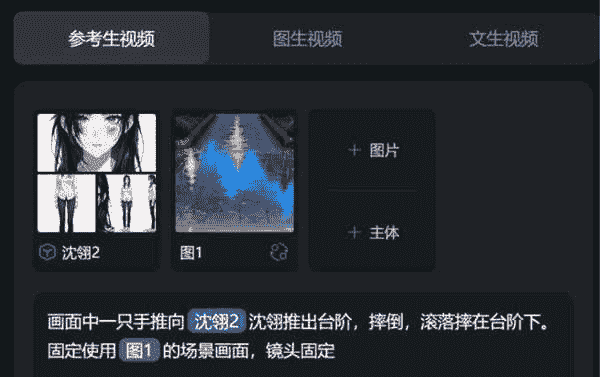 参考生视频
图生视频
文生视频
+ 图片
+ 主体
沈翎2
图1
画面中一只手推向 沈翎2 沈翎推出台阶，摔倒，滚落摔在台阶下。
固定使用 图1 的场景画面，镜头固定